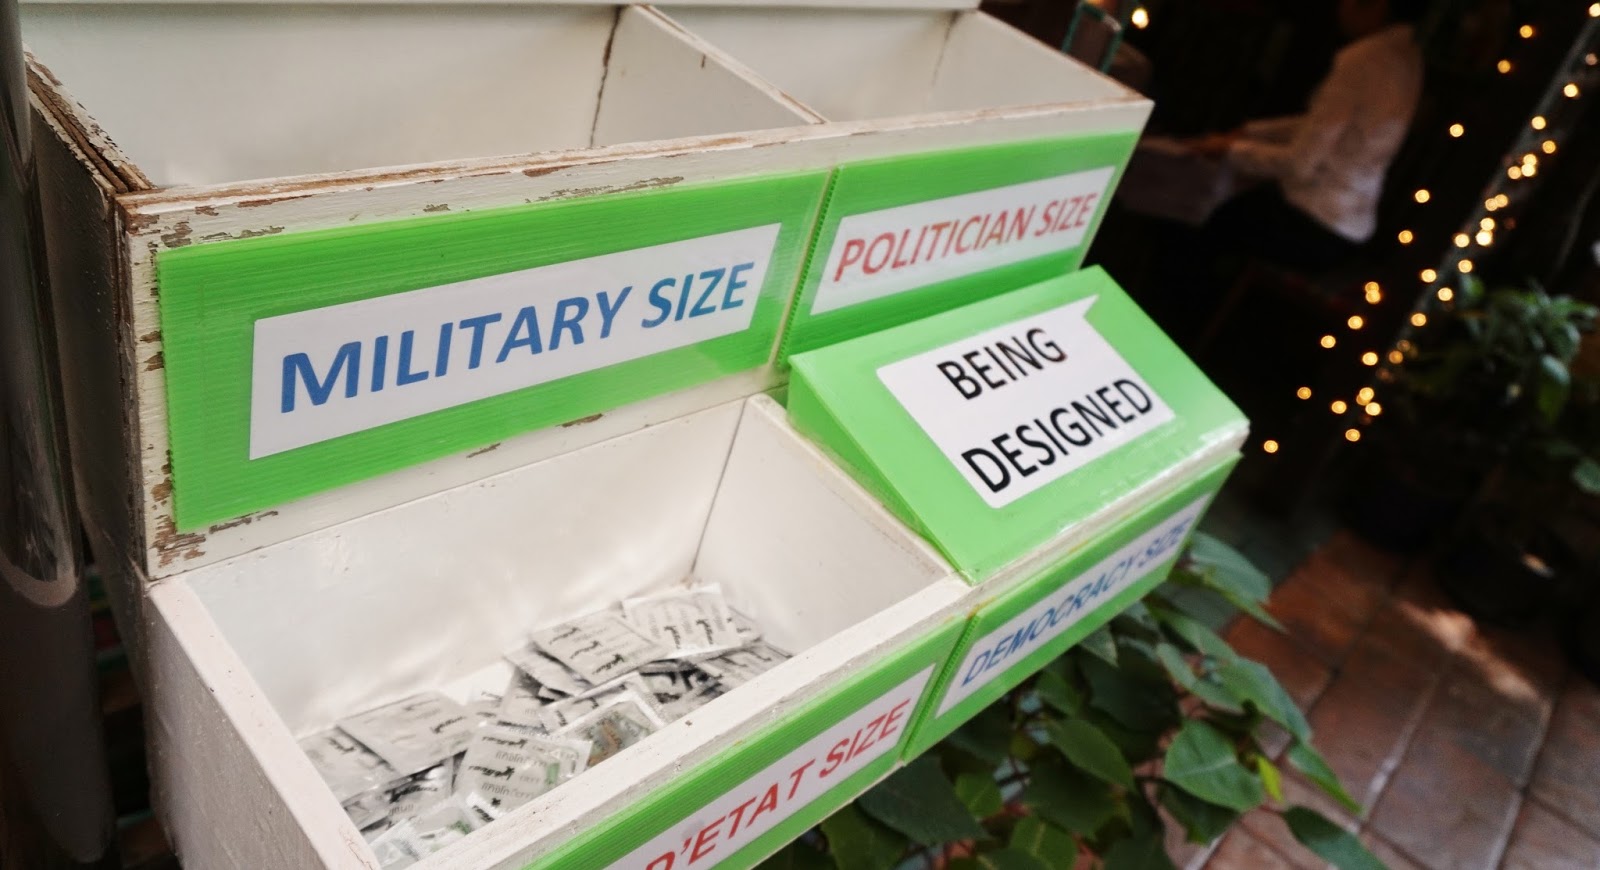 MILITARY SIZE
POLITICIAN SIZE
BEING
DESIGNED
D'ETAT SIZE
DEMOCRACY SIZE